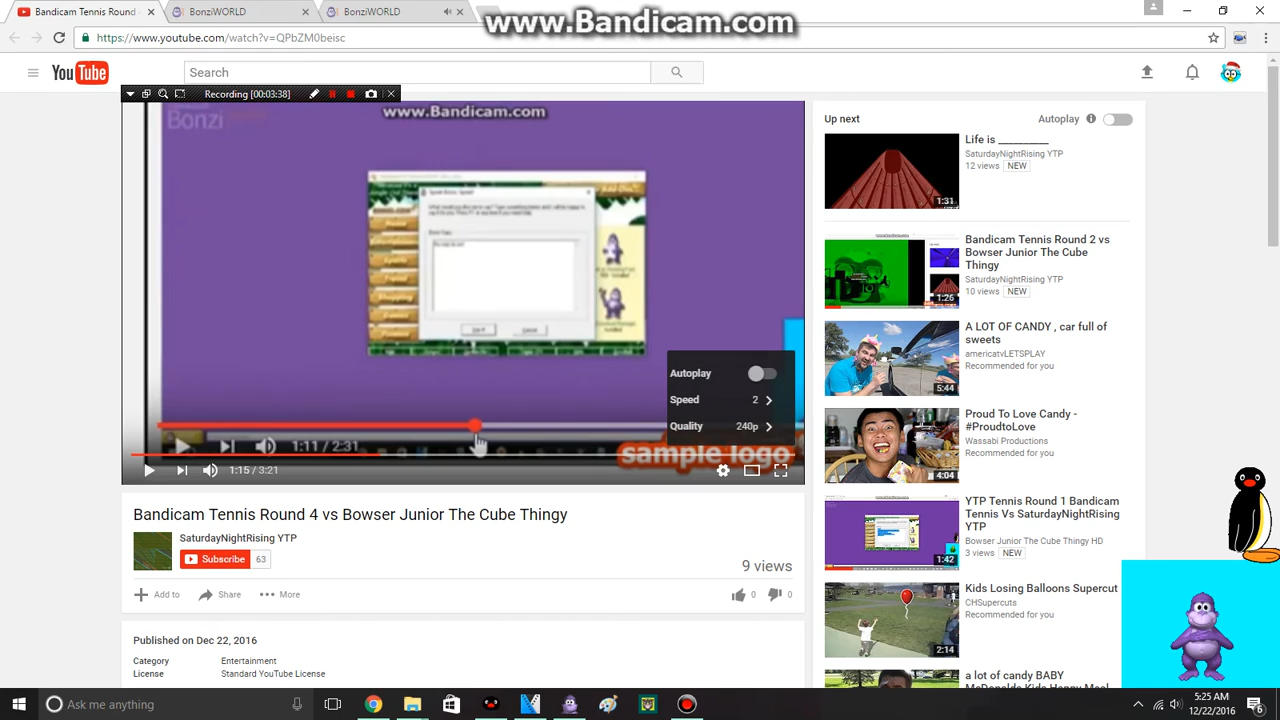 Bandicam Tennis Round
BonziWORLD
BonziWORLD
www.Bandicam.com
https://www.youtube.com/watch?v=QPbZM0beisc
YouTube
Search
Recording [00:03:38]
Bonzi
www.Bandicam.com
Autoplay
Speed 2
Quality 240p
1:11 / 2:31
sample logo
1:15 / 3:21
Bandicam Tennis Round 4 vs Bowser Junior The Cube Thingy
SaturdayNightRising YTP
Subscribe 63
9 views
Add to Share More
0 0
Published on Dec 22, 2016
Category Entertainment
License Standard YouTube License
Up next
Autoplay
Life is __________
SaturdayNightRising YTP
12 views NEW
1:31
Bandicam Tennis Round 2 vs
Bowser Junior The Cube
Thingy
SaturdayNightRising YTP
10 views NEW
1:26
A LOT OF CANDY , car full of
sweets
americatvLETSPLAY
Recommended for you
5:44
Proud To Love Candy -
#ProudtoLove
Wassabi Productions
Recommended for you
4:04
YTP Tennis Round 1 Bandicam
Tennis Vs SaturdayNightRising
YTP
Bowser Junior The Cube Thingy HD
3 views NEW
1:42
Kids Losing Balloons Supercut
CHSupercuts
Recommended for you
2:14
a lot of candy BABY
McDonalds Kids Happy Meal
Ask me anything
5:25 AM
12/22/2016
6